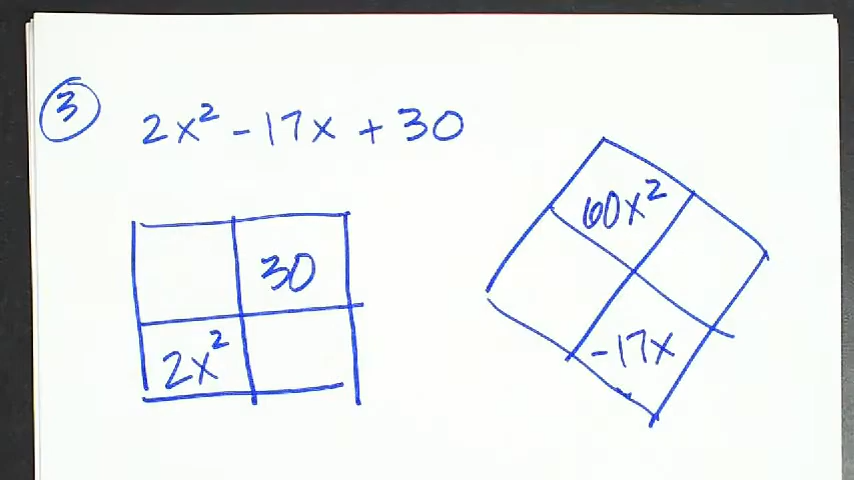 3 2x² - 17x + 30
60x²
30
2x²
-17x